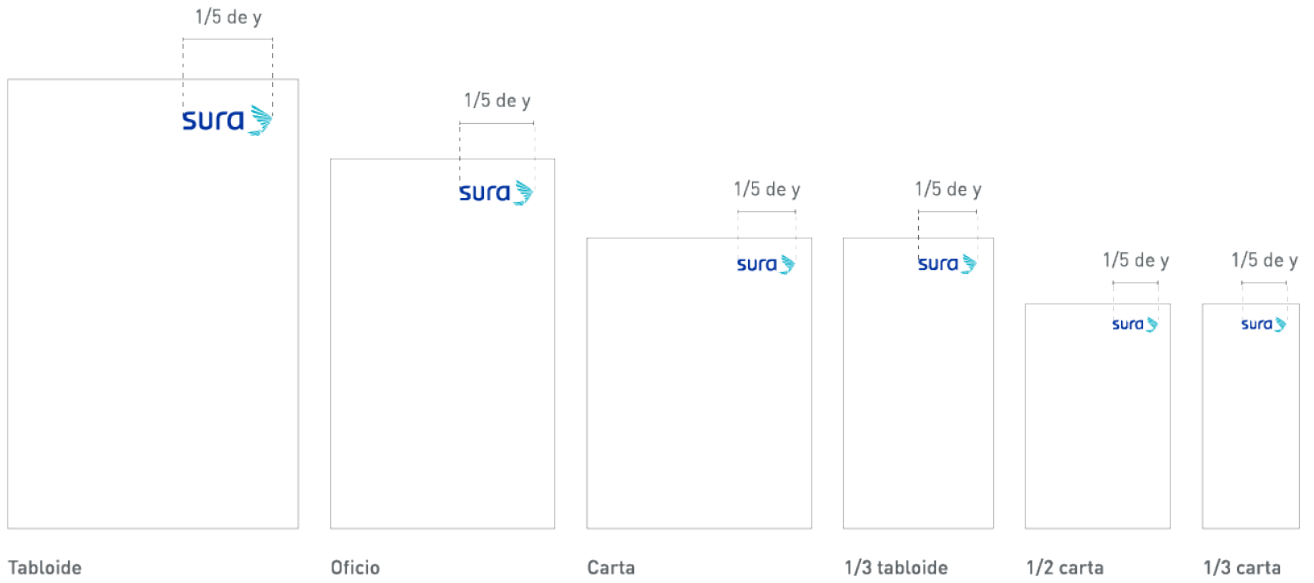 1/5 de y
sura
Tabloide
1/5 de y
sura
Oficio
1/5 de y
sura
Carta
1/5 de y
sura
1/3 tabloide
1/5 de y
sura
1/2 carta
1/5 de y
sura
1/3 carta